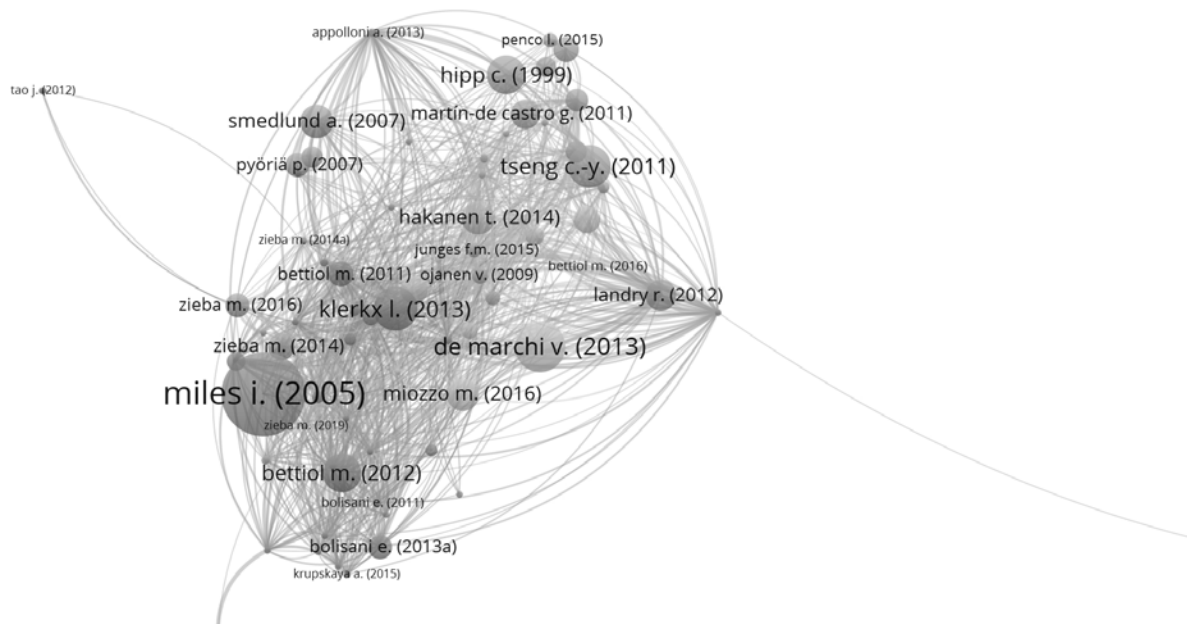 appolloni a. (2013)
penco l. (2015)
hipp c. (1999)
tao j. (2012)
martín-de castro g. (2011)
smedlund a. (2007)
pyöriä p. (2007)
tseng c.-y. (2011)
hakanen t. (2014)
zieba m. (2014a)
junges f.m. (2015)
bettiol m. (2016)
bettiol m. (2011)
ojanen v. (2009)
landry r. (2012)
zieba m. (2016)
klerkx l. (2013)
zieba m. (2014)
de marchi v. (2013)
miles i. (2005)
miozzo m. (2016)
zieba m. (2019)
bettiol m. (2012)
bolisani e. (2011)
bolisani e. (2013a)
krupskaya a. (2015)